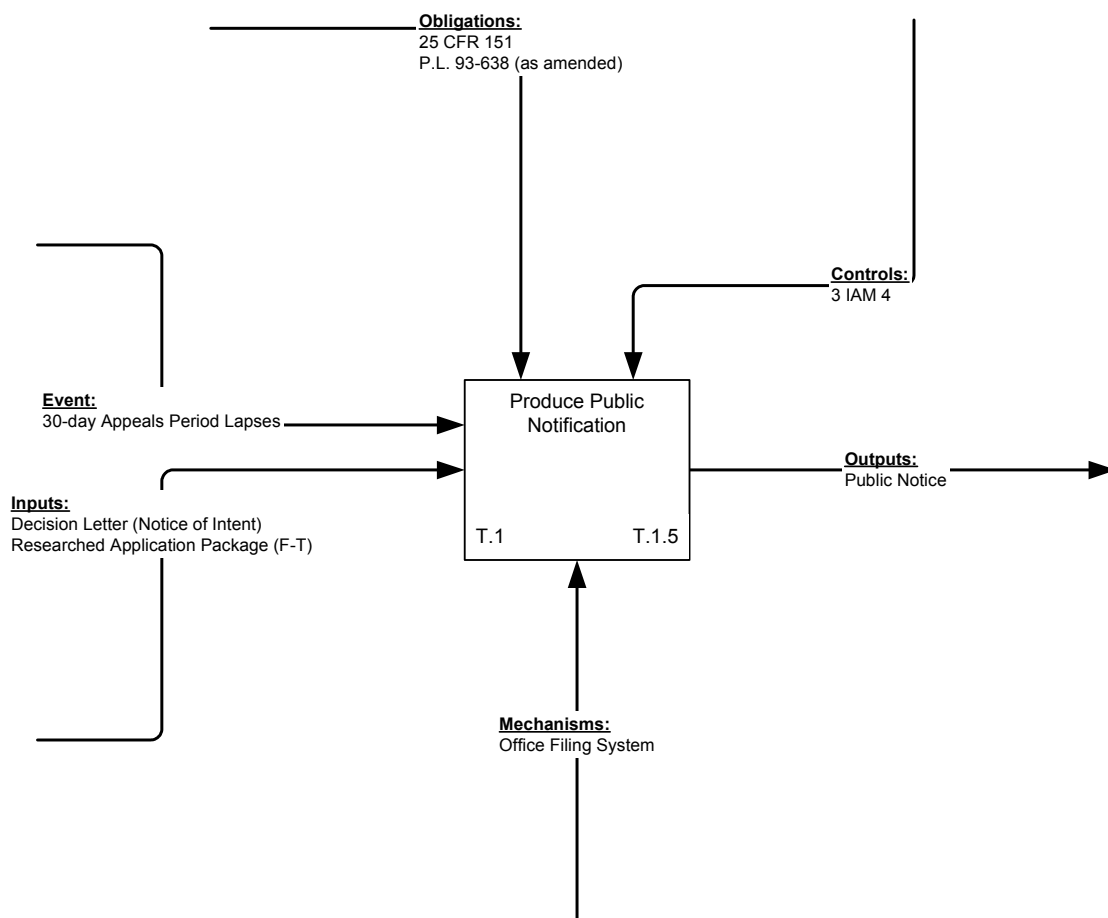 Obligations:
25 CFR 151
P.L. 93-638 (as amended)
Controls:
3 IAM 4
Event:
30-day Appeals Period Lapses
Inputs:
Decision Letter (Notice of Intent)
Researched Application Package (F-T)
Produce Public
Notification
T.1
T.1.5
Outputs:
Public Notice
Mechanisms:
Office Filing System